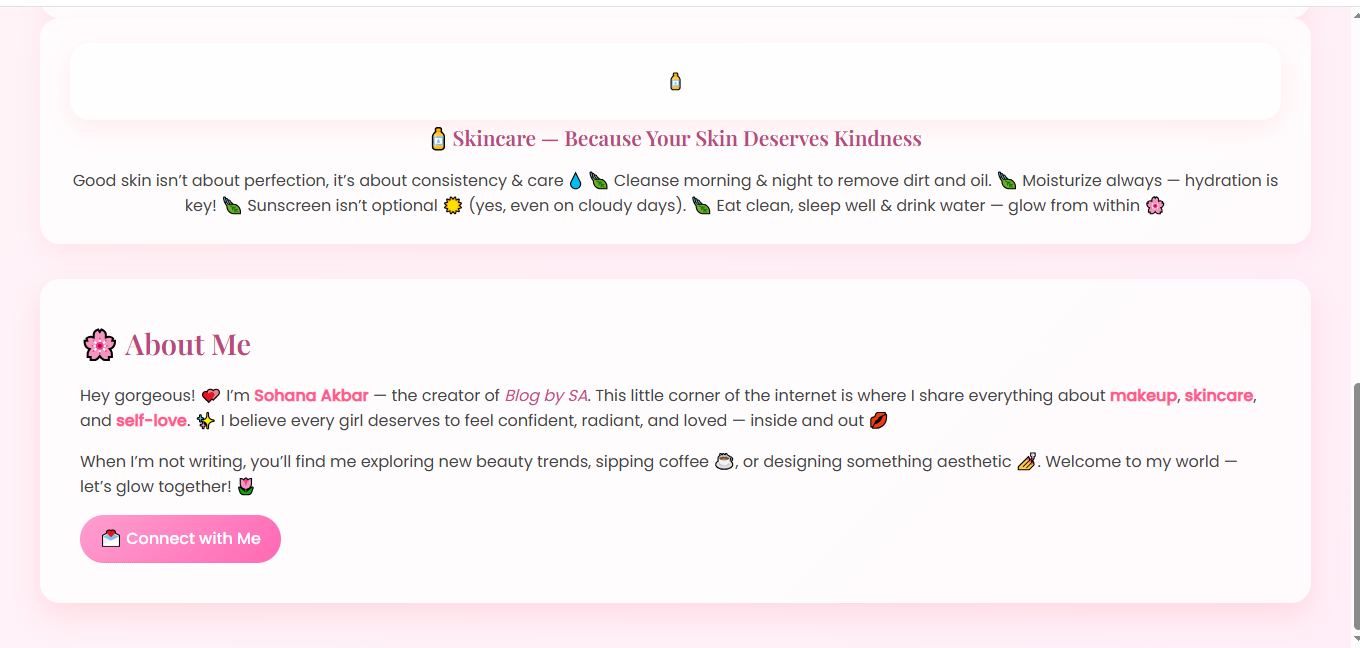 🧴
🧴 Skincare — Because Your Skin Deserves Kindness
Good skin isn’t about perfection, it’s about consistency & care 💧 🌿 Cleanse morning & night to remove dirt and oil. 🌿 Moisturize always — hydration is
key! 🌿 Sunscreen isn’t optional ☀️ (yes, even on cloudy days). 🌿 Eat clean, sleep well & drink water — glow from within 🌸
🌸 About Me
Hey gorgeous! 💕 I’m Sohana Akbar — the creator of Blog by SA. This little corner of the internet is where I share everything about makeup, skincare,
and self-love. ✨ I believe every girl deserves to feel confident, radiant, and loved — inside and out 💋
When I’m not writing, you’ll find me exploring new beauty trends, sipping coffee ☕, or designing something aesthetic 💅. Welcome to my world —
let’s glow together! 🌷
💌 Connect with Me